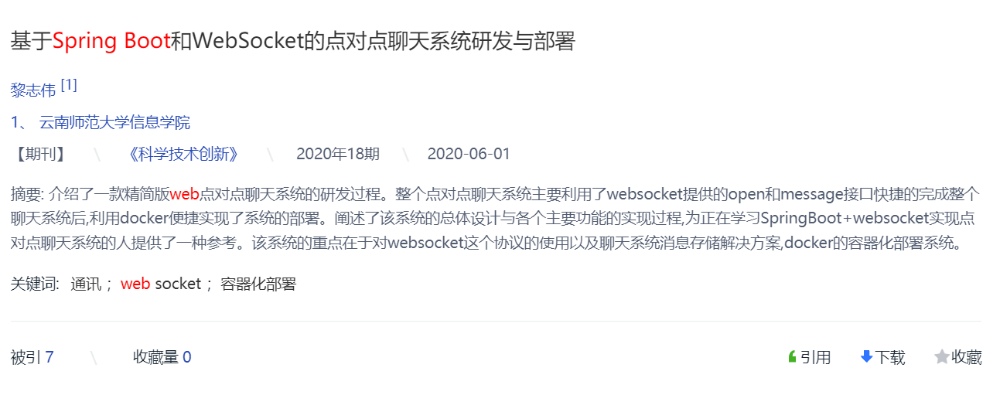 基于Spring Boot和WebSocket的点对点聊天系统研发与部署
黎志伟 [1]
1、 云南师范大学信息学院
【期刊】 \ 《科学技术创新》 \ 2020年18期 \ 2020-06-01
摘要: 介绍了一款精简版web点对点聊天系统的研发过程。整个点对点聊天系统主要利用了websocket提供的open和message接口快捷的完成整个
聊天系统后,利用docker便捷实现了系统的部署。阐述了该系统的总体设计与各个主要功能的实现过程,为正在学习SpringBoot+websocket实现点
对点聊天系统的人提供了一种参考。该系统的重点在于对websocket这个协议的使用以及聊天系统消息存储解决方案,docker的容器化部署系统。
关键词: 通讯 ; web socket ; 容器化部署
被引 7 \ 收藏量 0 引用 下载 收藏